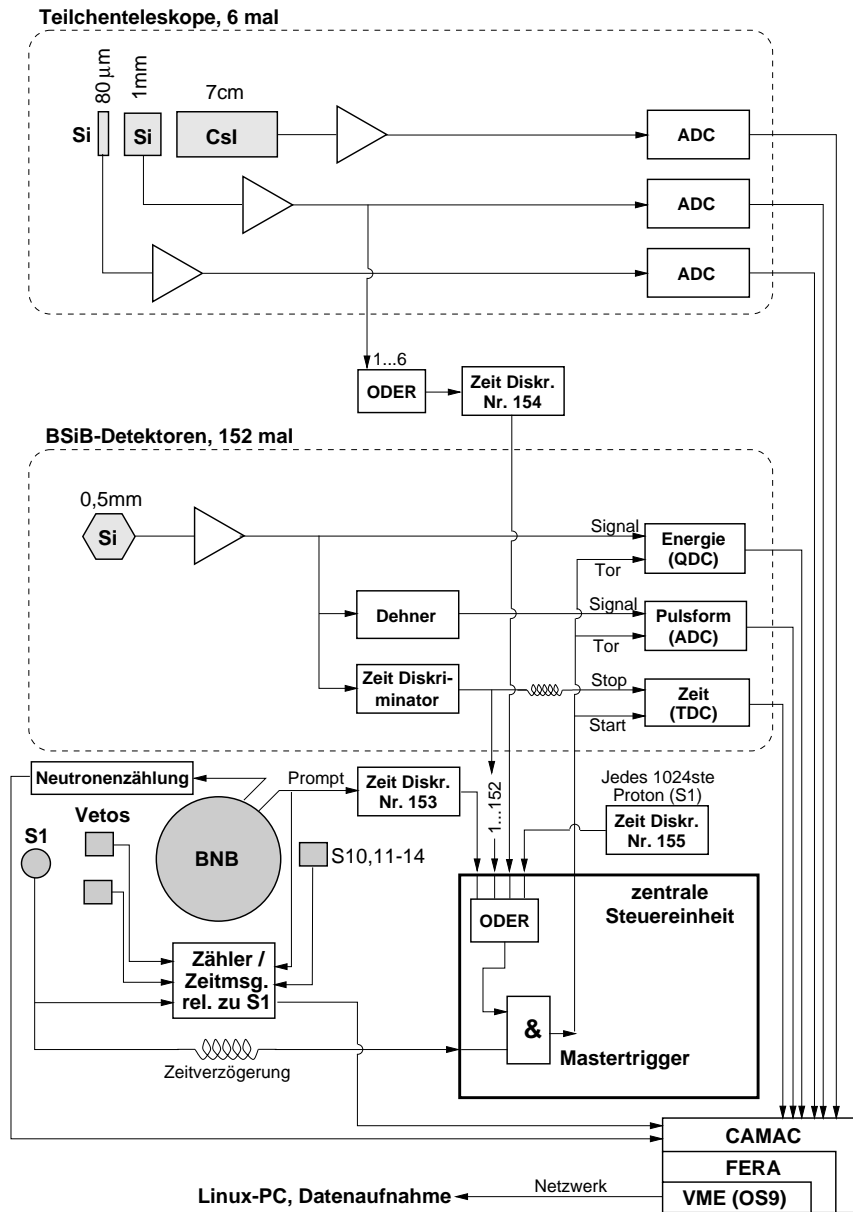 Teilchenteleskope, 6 mal
80 µm
1mm
7cm
Si
Si
CsI
ADC
ADC
ADC
1...6
ODER
Zeit Diskr.
Nr. 154
BSiB-Detektoren, 152 mal
0,5mm
Si
Signal
Energie
(QDC)
Tor
Dehner
Signal
Pulsform
(ADC)
Tor
Zeit Diskri-
minator
Stop
Zeit
(TDC)
Start
Neutronenzählung
Prompt
Zeit Diskr.
Nr. 153
1...152
Jedes 1024ste
Proton (S1)
Zeit Diskr.
Nr. 155
Vetos
S1
BNB
S10,11-14
zentrale
Steuereinheit
ODER
Zähler /
Zeitmsg.
rel. zu S1
&
Mastertrigger
Zeitverzögerung
CAMAC
FERA
VME (OS9)
Netzwerk
Linux-PC, Datenaufnahme